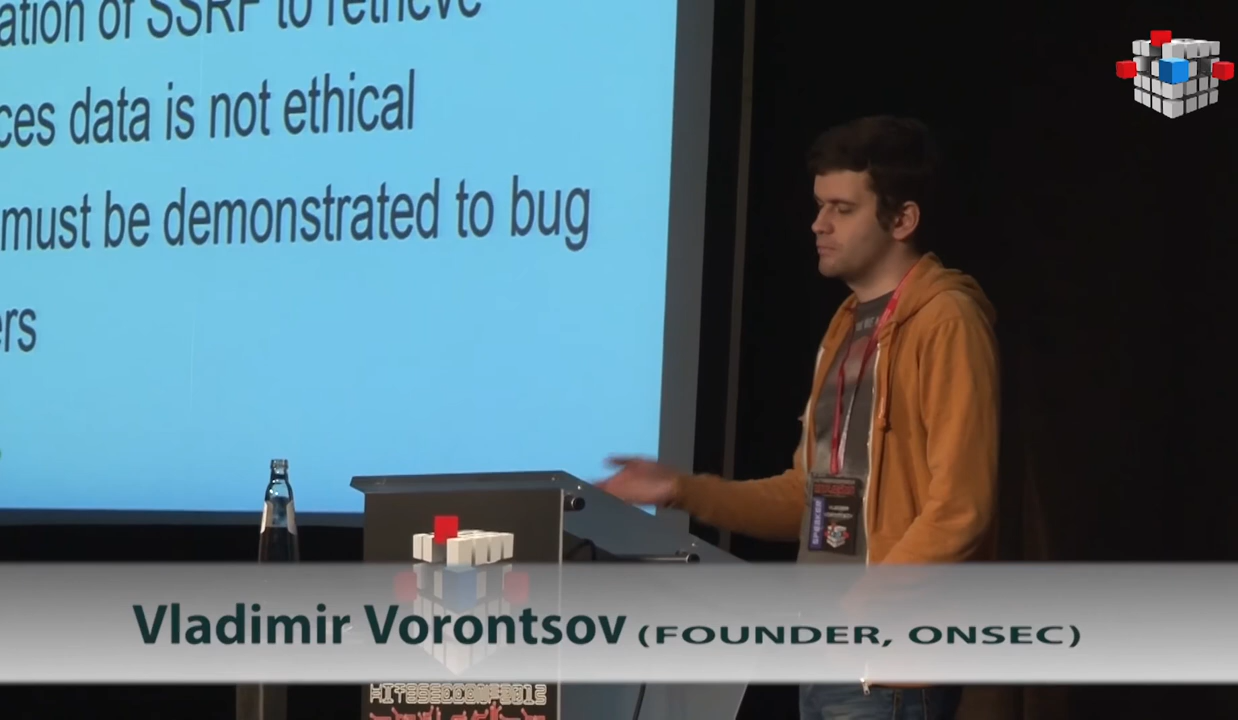 ation of SSRF to retrieve
ces data is not ethical
must be demonstrated to bug
ers
SPEAKER
Vladimir Vorontsov (FOUNDER, ONSEC)